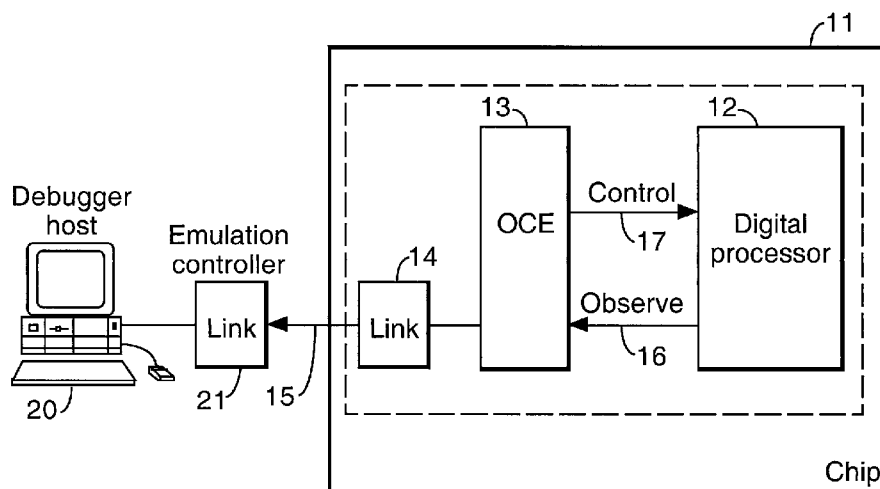 11
13
12
Debugger
host
Emulation
controller
Control
17
OCE
Digital
processor
14
Observe
16
Link
Link
20
21
15
Chip